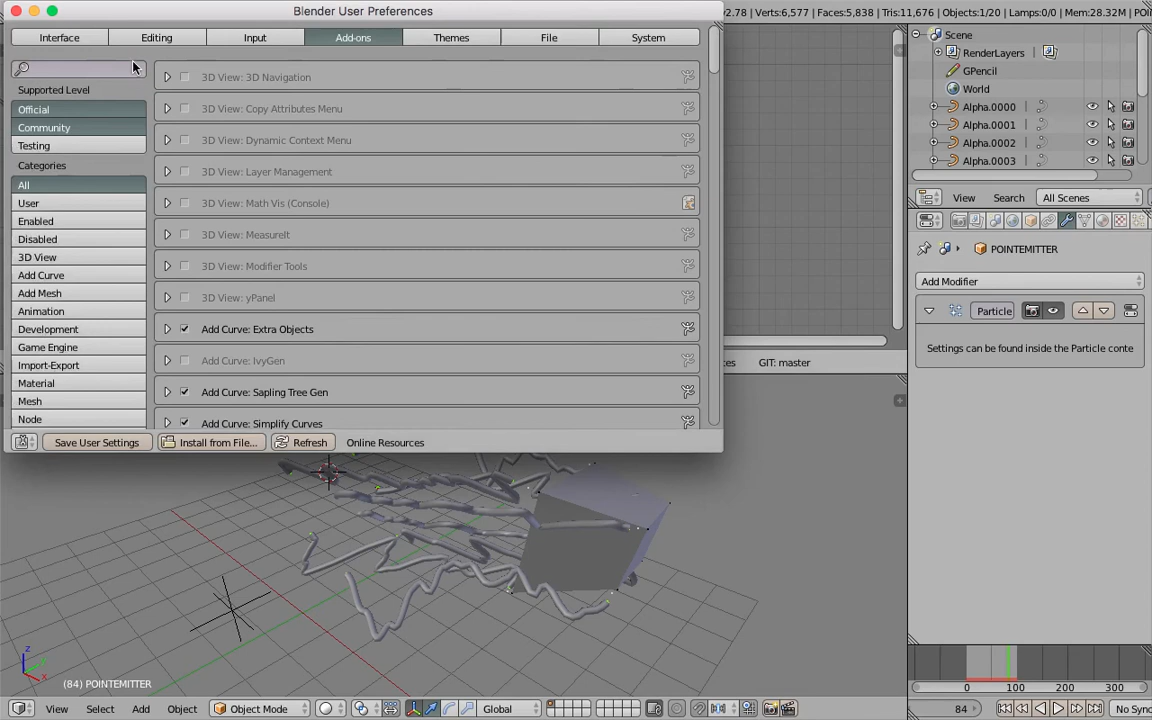 Blender User Preferences
2.78 | Verts:6,577 | Faces:5,838 | Tris:11,676 | Objects:1/20 | Lamps:0/0 | Mem:28.32M | POI
Interface Editing Input Add-ons Themes File System
Supported Level
Official
Community
Testing
Categories
All
User
Enabled
Disabled
3D View
Add Curve
Add Mesh
Animation
Development
Game Engine
Import-Export
Material
Mesh
Node
3D View: 3D Navigation
3D View: Copy Attributes Menu
3D View: Dynamic Context Menu
3D View: Layer Management
3D View: Math Vis (Console)
3D View: MeasureIt
3D View: Modifier Tools
3D View: yPanel
Add Curve: Extra Objects
Add Curve: IvyGen
Add Curve: Sapling Tree Gen
Add Curve: Simplify Curves
Save User Settings Install from File... Refresh Online Resources
Scene
RenderLayers
GPencil
World
Alpha.0000
Alpha.0001
Alpha.0002
Alpha.0003
View Search All Scenes
POINTEMITTER
Add Modifier
Particle
Settings can be found inside the Particle conte
GIT: master
z
y
x
(84) POINTEMITTER
View Select Add Object Object Mode Global
0 100 200 300
84 No Sync